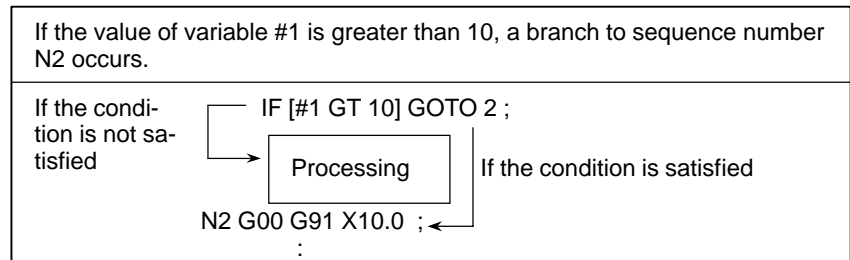 If the value of variable #1 is greater than 10, a branch to sequence number
N2 occurs.
If the condi-
tion is not sa-
tisfied
IF [#1 GT 10] GOTO 2 ;
Processing
If the condition is satisfied
N2 G00 G91 X10.0 ;
: